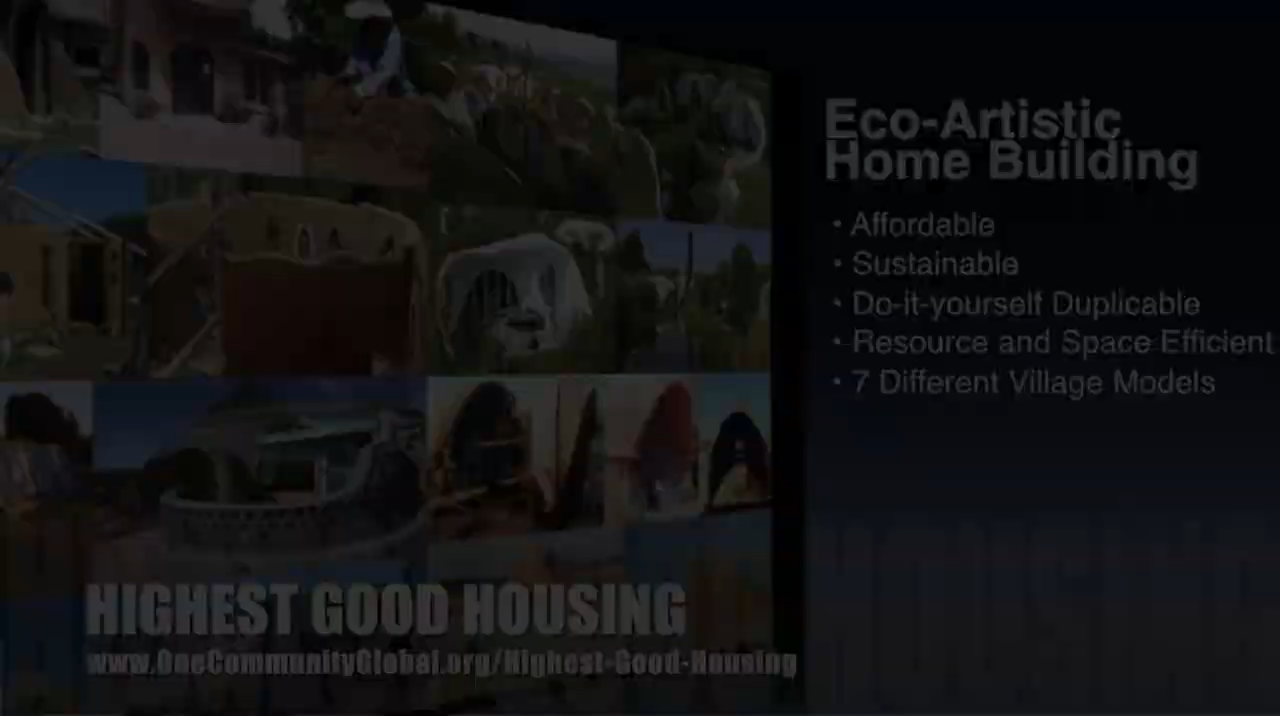 Eco-Artistic
Home Building
• Affordable
• Sustainable
• Do-it-yourself Duplicable
• Resource and Space Efficient
• 7 Different Village Models
HIGHEST GOOD HOUSING
www.OneCommunityGlobal.org/Highest-Good-Housing